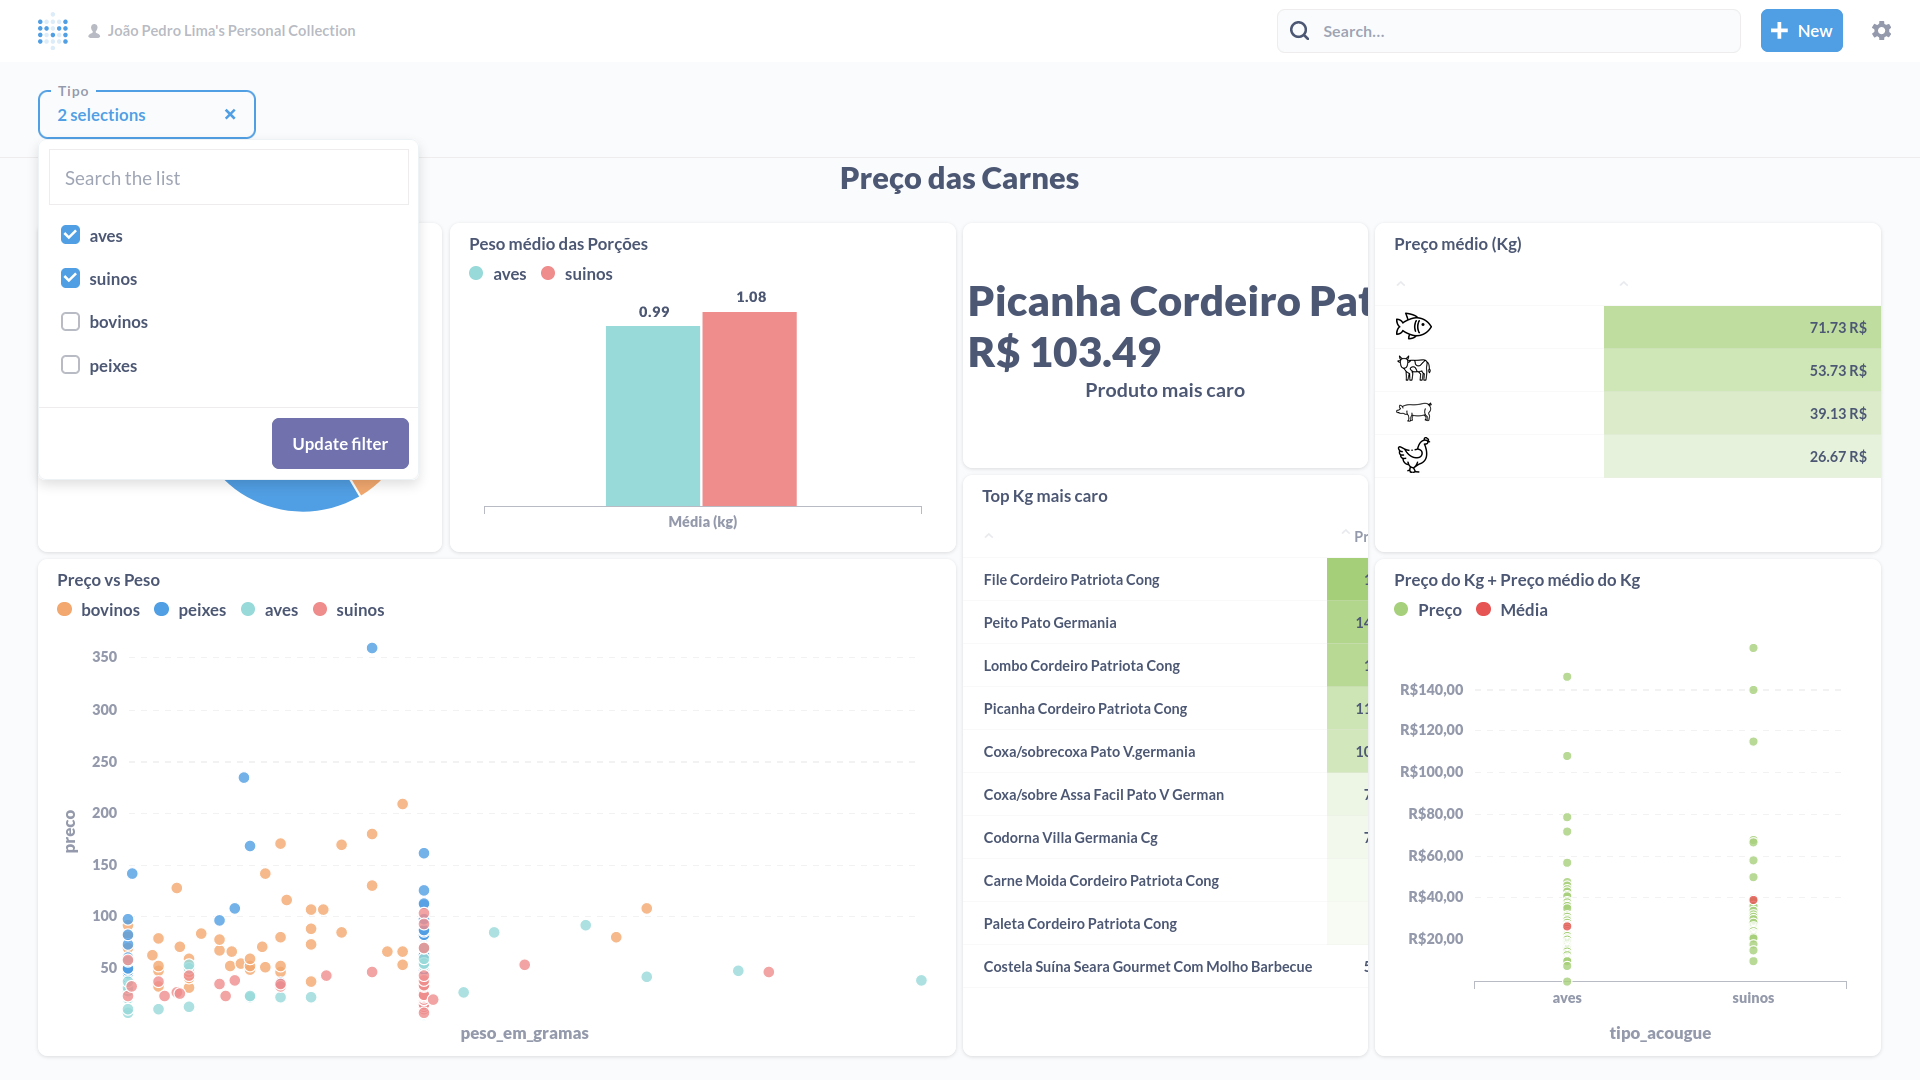 João Pedro Lima's Personal Collection
Search...
New
Tipo
2 selections
Search the list
aves
suinos
bovinos
peixes
Update filter
Preço das Carnes
Peso médio das Porções
aves suinos
0.99
1.08
Média (kg)
Picanha Cordeiro Pat
R$ 103.49
Produto mais caro
Preço médio (Kg)
71.73 R$
53.73 R$
39.13 R$
26.67 R$
Preço vs Peso
bovinos peixes aves suinos
350
300
250
200
150
100
50
preco
peso_em_gramas
Top Kg mais caro
Pr
File Cordeiro Patriota Cong
Peito Pato Germania 14
Lombo Cordeiro Patriota Cong
Picanha Cordeiro Patriota Cong 11
Coxa/sobrecoxa Pato V.germania 10
Coxa/sobre Assa Facil Pato V German 7
Codorna Villa Germania Cg 7
Carne Moida Cordeiro Patriota Cong
Paleta Cordeiro Patriota Cong
Costela Suína Seara Gourmet Com Molho Barbecue 5
Preço do Kg + Preço médio do Kg
Preço Média
R$140,00
R$120,00
R$100,00
R$80,00
R$60,00
R$40,00
R$20,00
aves suinos
tipo_acougue